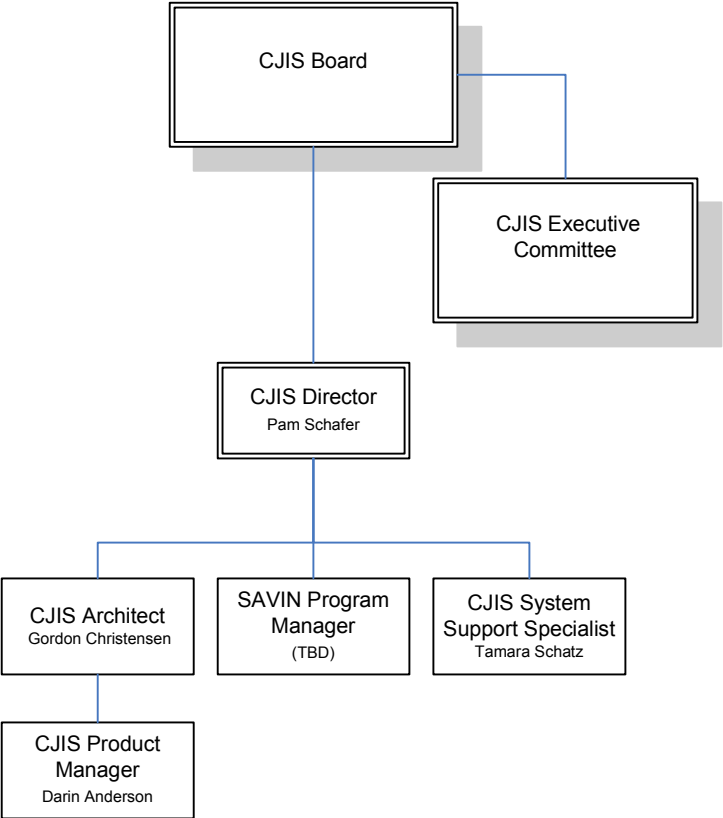 CJIS Board
CJIS Executive
Committee
CJIS Director
Pam Schafer
CJIS Architect
Gordon Christensen
SAVIN Program
Manager
(TBD)
CJIS System
Support Specialist
Tamara Schatz
CJIS Product
Manager
Darin Anderson